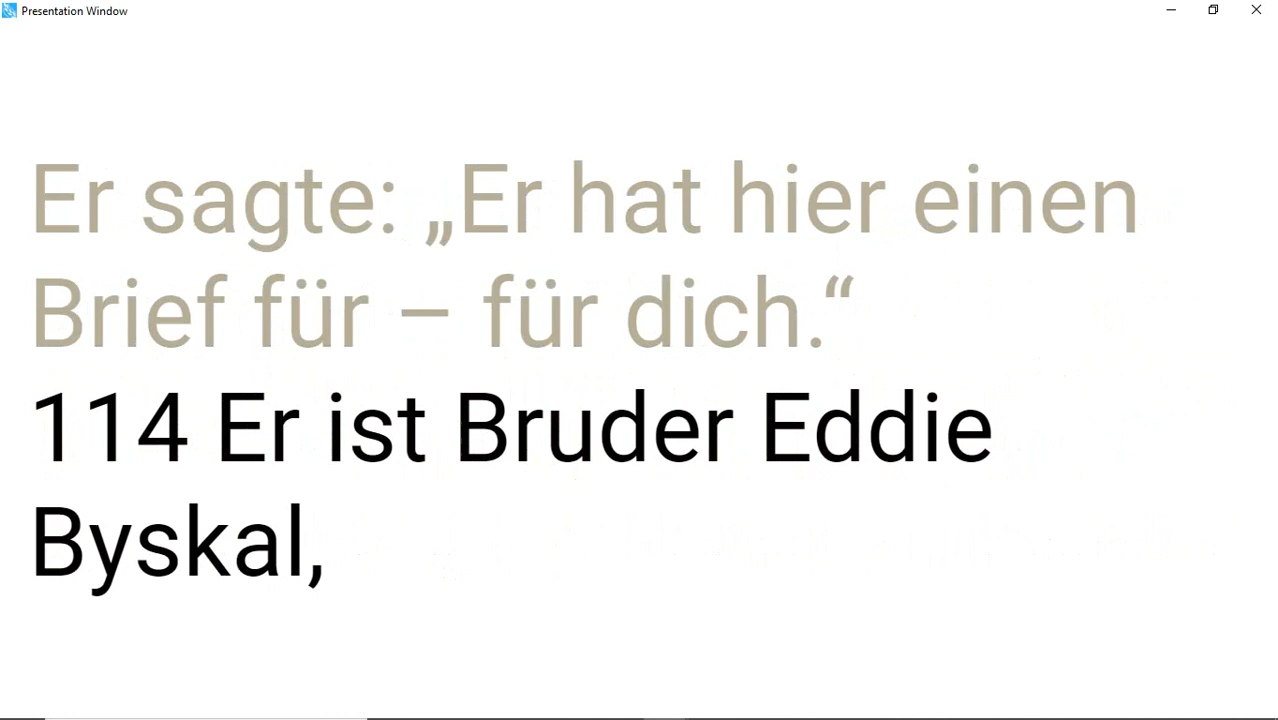 Presentation Window
Er sagte: „Er hat hier einen
Brief für – für dich.“
114 Er ist Bruder Eddie
Byskal,